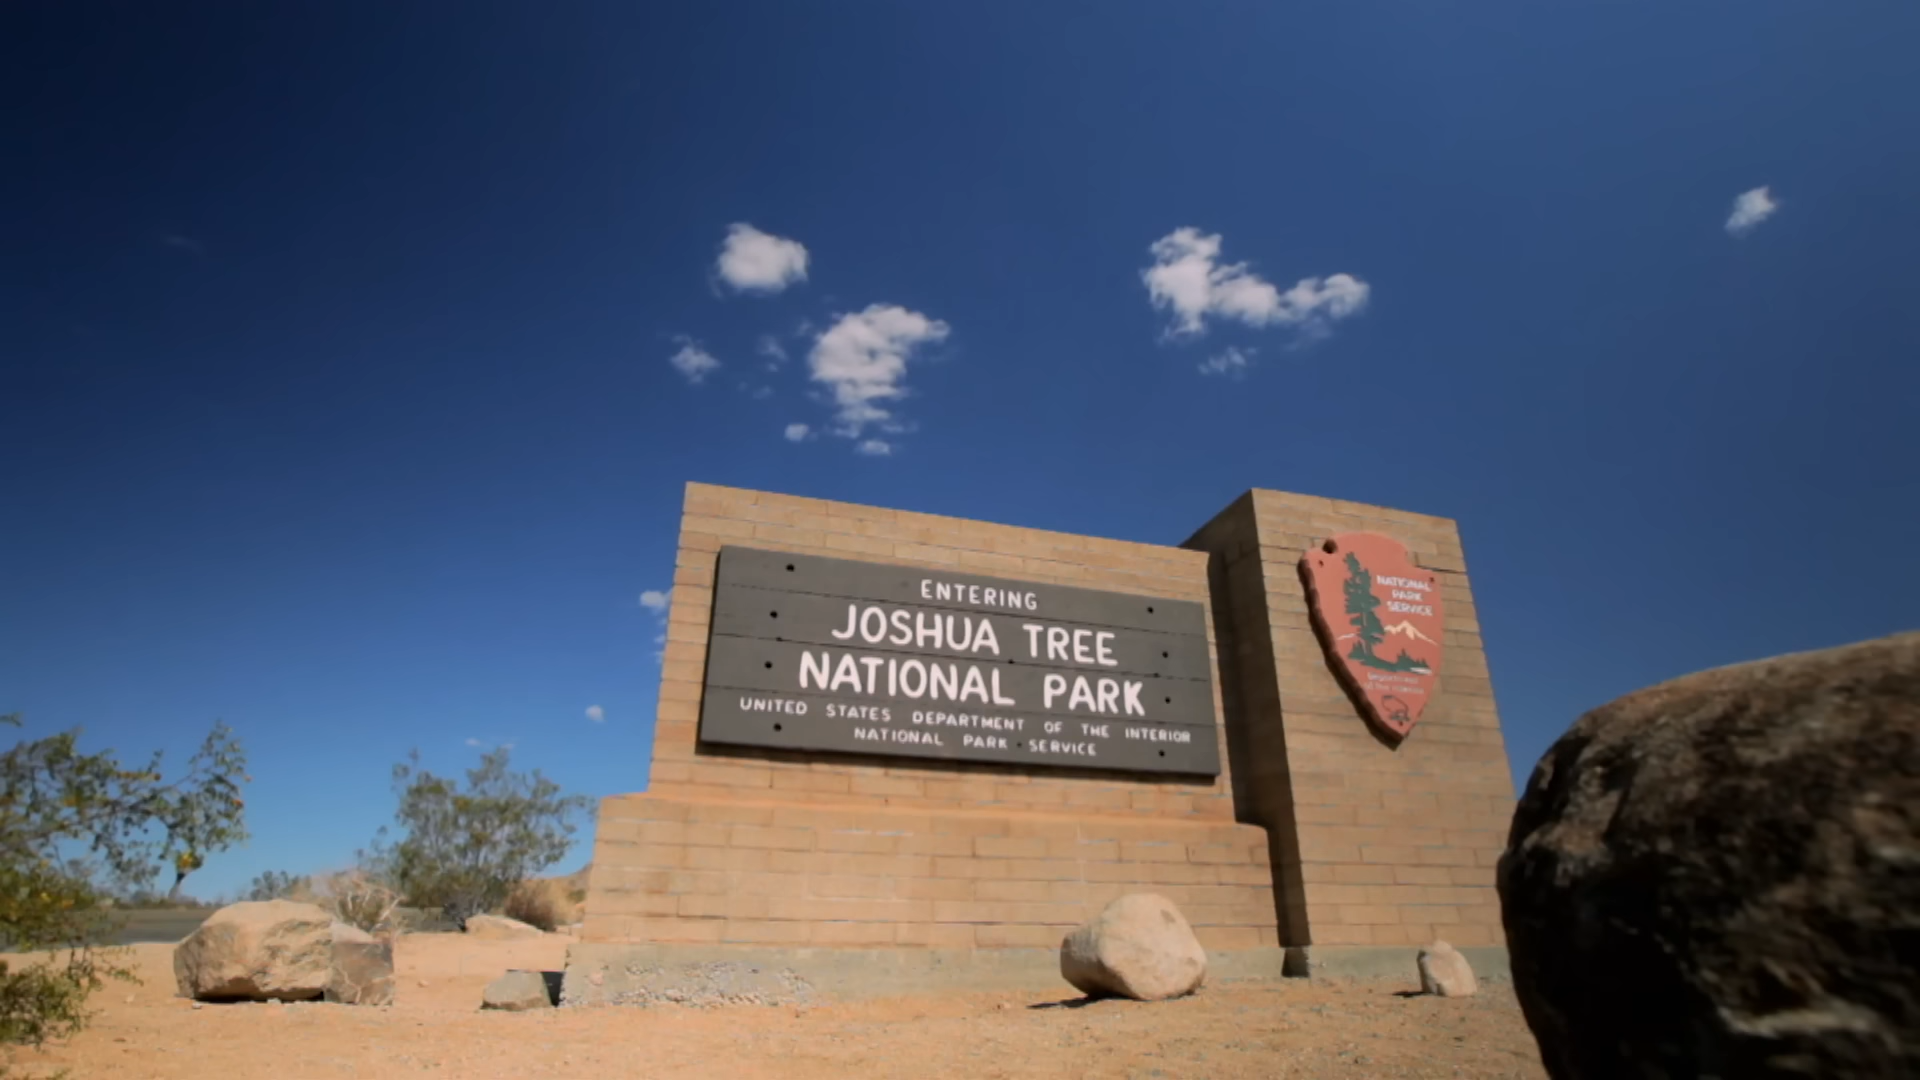 ENTERING
JOSHUA TREE
NATIONAL PARK
UNITED STATES DEPARTMENT OF THE INTERIOR
NATIONAL PARK SERVICE
NATIONAL
PARK
SERVICE